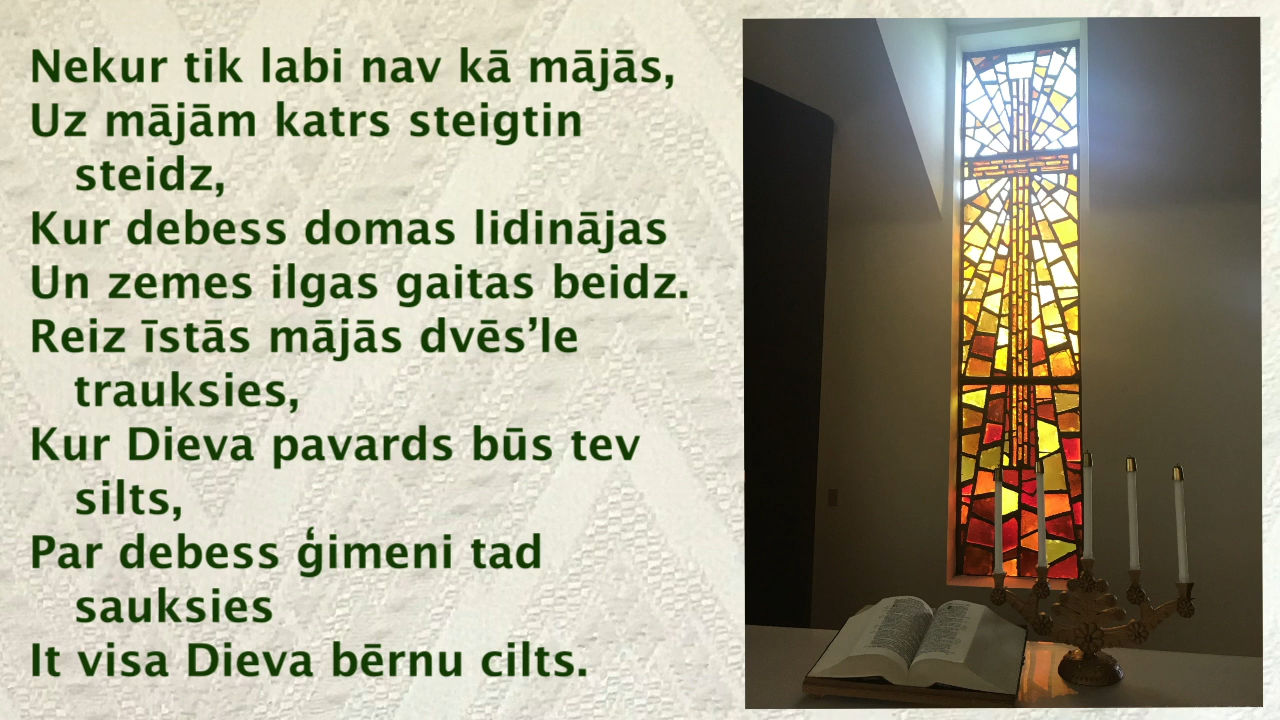 Nekur tik labi nav kā mājās,
Uz mājām katrs steigtin
steidz,
Kur debess domas lidinājas
Un zemes ilgas gaitas beidz.
Reiz īstās mājās dvēs’le
trauksies,
Kur Dieva pavards būs tev
silts,
Par debess ģimeni tad
sauksies
It visa Dieva bērnu cilts.